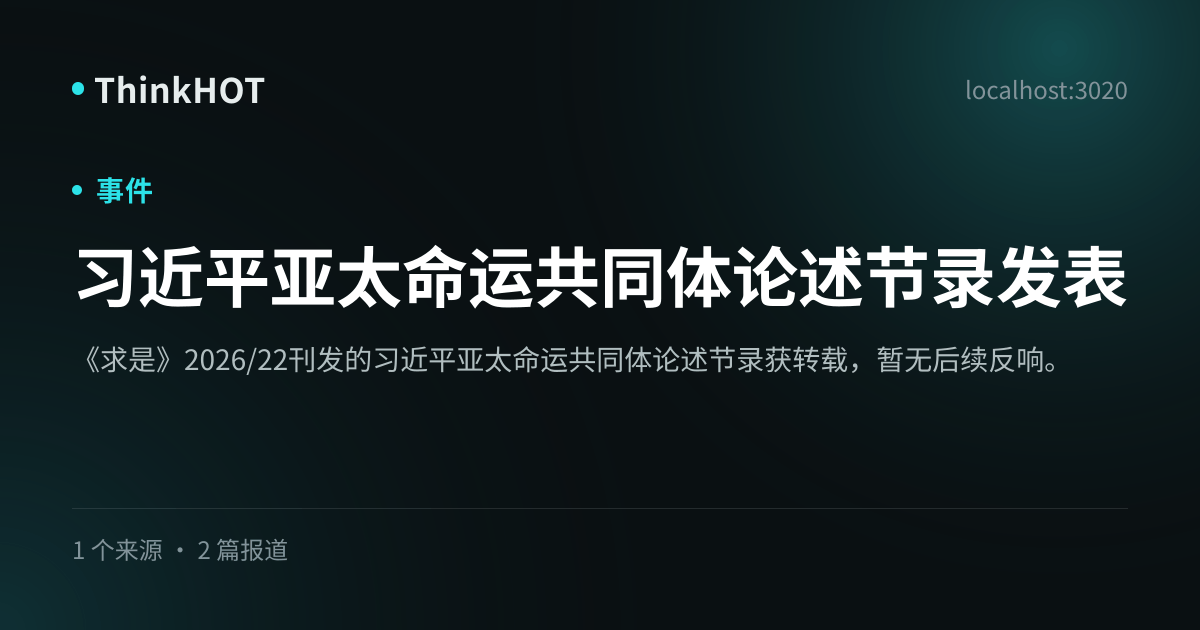 ThinkHOT
localhost:3020
事件
习近平亚太命运共同体论述节录发表
《求是》2026/22刊发的习近平亚太命运共同体论述节录获转载，暂无后续反响。
1 个来源 · 2 篇报道